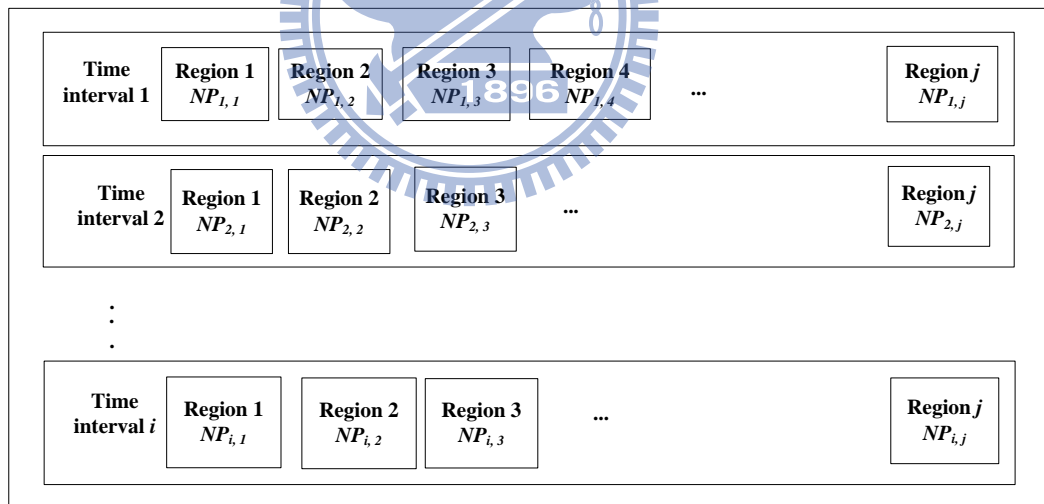 Time interval 1
Region 1
NP1, 1
Region 2
NP1, 2
Region 3
NP1, 3
Region 4
NP1, 4
...
Region j
NP1, j
1896
Time interval 2
Region 1
NP2, 1
Region 2
NP2, 2
Region 3
NP2, 3
...
Region j
NP2, j
.
.
.
Time interval i
Region 1
NPi, 1
Region 2
NPi, 2
Region 3
NPi, 3
...
Region j
NPi, j